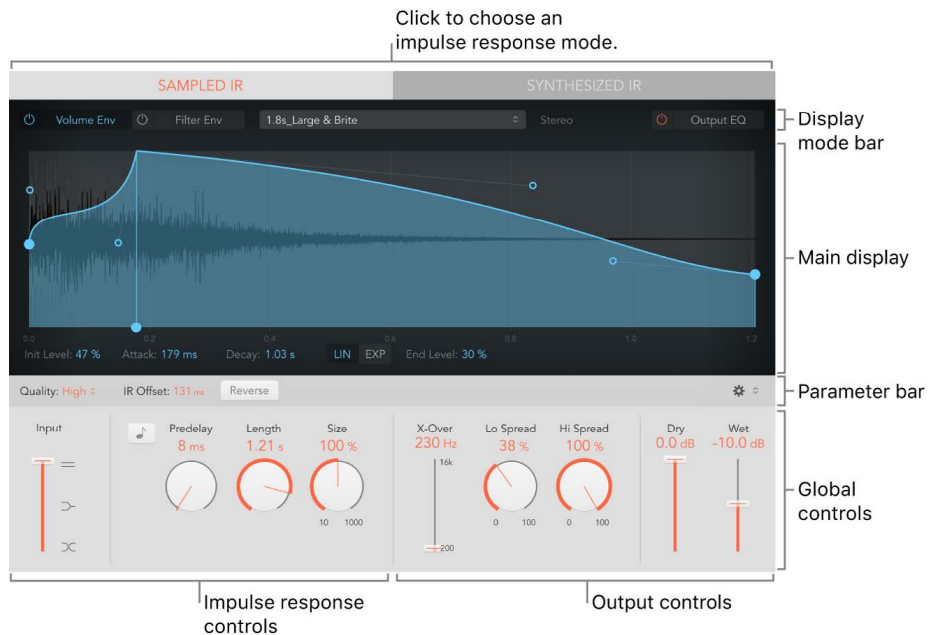 Click to choose an
impulse response mode.
SAMPLED IR
SYNTHESIZED IR
Volume Env
Filter Env
1.8s_Large & Brite
Stereo
Output EQ
Display
mode bar
Main display
0.0
0.2
0.4
0.6
0.8
1.0
1.2
Init Level: 47 %
Attack: 179 ms
Decay: 1.03 s
LIN
EXP
End Level: 30 %
Quality: High
IR Offset: 131 ms
Reverse
Parameter bar
Input
Predelay
8 ms
Length
1.21 s
Size
100 %
10
1000
X-Over
230 Hz
16k
200
Lo Spread
38 %
0
100
Hi Spread
100 %
0
100
Dry
0.0 dB
Wet
-10.0 dB
Global
controls
Impulse response
controls
Output controls